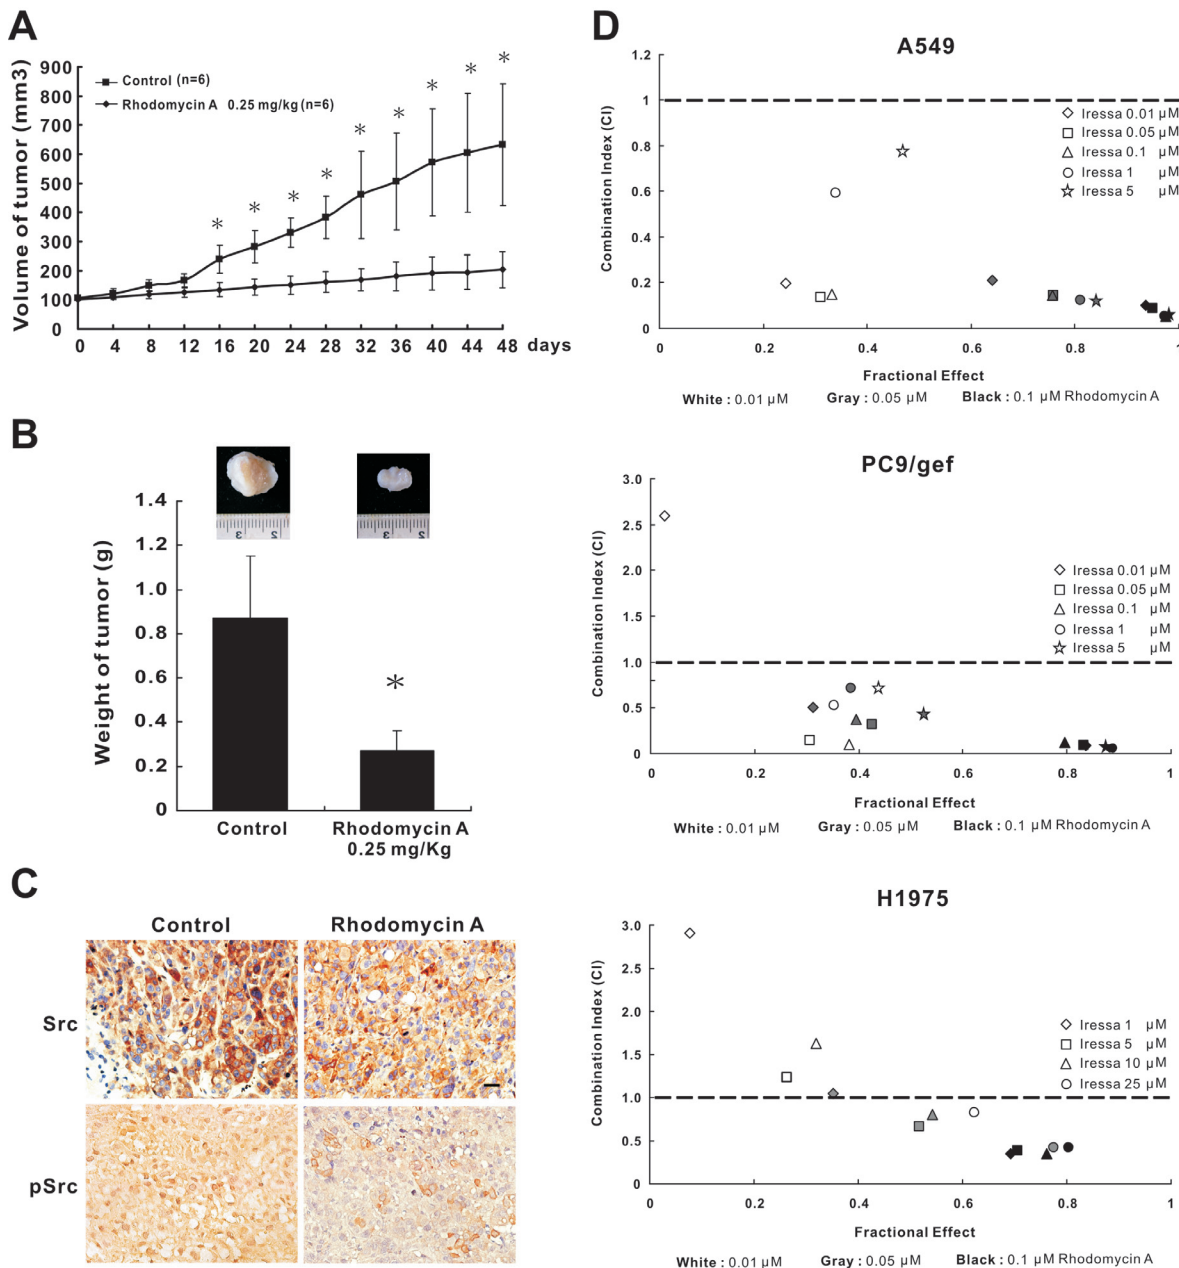 A
Volume of tumor (mm3)
900
800
700
600
500
400
300
200
100
0
Control (n=6)
Rhodomycin A 0.25 mg/kg (n=6)
* * * * * * * * *
0 4 8 12 16 20 24 28 32 36 40 44 48 days
B
Weight of tumor (g)
1.4
1.2
1.0
0.8
0.6
0.4
0.2
0
3 2
3 2
*
Control
Rhodomycin A
0.25 mg/Kg
C
Control Rhodomycin A
Src
pSrc
D
A549
Combination Index (CI)
1.2
1
0.8
0.6
0.4
0.2
0
Iressa 0.01 μM
Iressa 0.05 μM
Iressa 0.1 μM
Iressa 1 μM
Iressa 5 μM
0 0.2 0.4 0.6 0.8 1
Fractional Effect
White : 0.01 μM Gray : 0.05 μM Black : 0.1 μM Rhodomycin A
PC9/gef
Combination Index (CI)
3.0
2.5
2.0
1.5
1.0
0.5
0
Iressa 0.01 μM
Iressa 0.05 μM
Iressa 0.1 μM
Iressa 1 μM
Iressa 5 μM
0 0.2 0.4 0.6 0.8 1
Fractional Effect
White : 0.01 μM Gray : 0.05 μM Black : 0.1 μM Rhodomycin A
H1975
Combination Index (CI)
3.0
2.5
2.0
1.5
1.0
0.5
0
Iressa 1 μM
Iressa 5 μM
Iressa 10 μM
Iressa 25 μM
0 0.2 0.4 0.6 0.8 1
Fractional Effect
White : 0.01 μM Gray : 0.05 μM Black : 0.1 μM Rhodomycin A